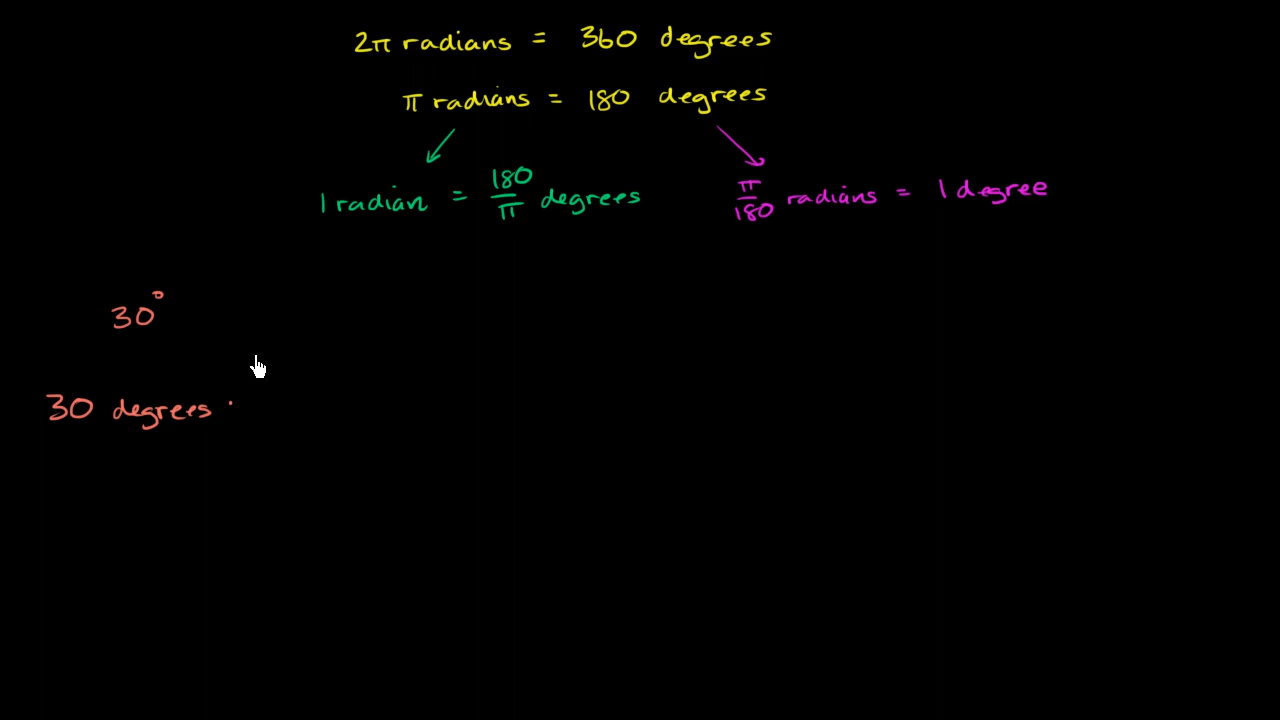 2π radians = 360 degrees
π radians = 180 degrees
1 radian = 180/π degrees
π/180 radians = 1 degree
30°
30 degrees ·